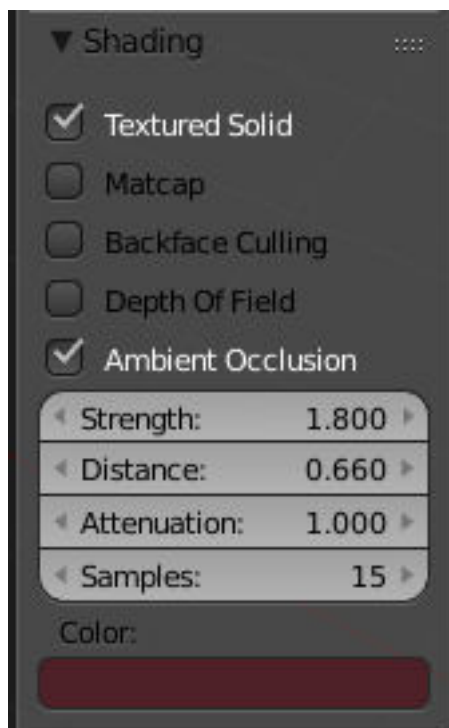 Shading
Textured Solid
Matcap
Backface Culling
Depth Of Field
Ambient Occlusion
Strength: 1.800
Distance: 0.660
Attenuation: 1.000
Samples: 15
Color: